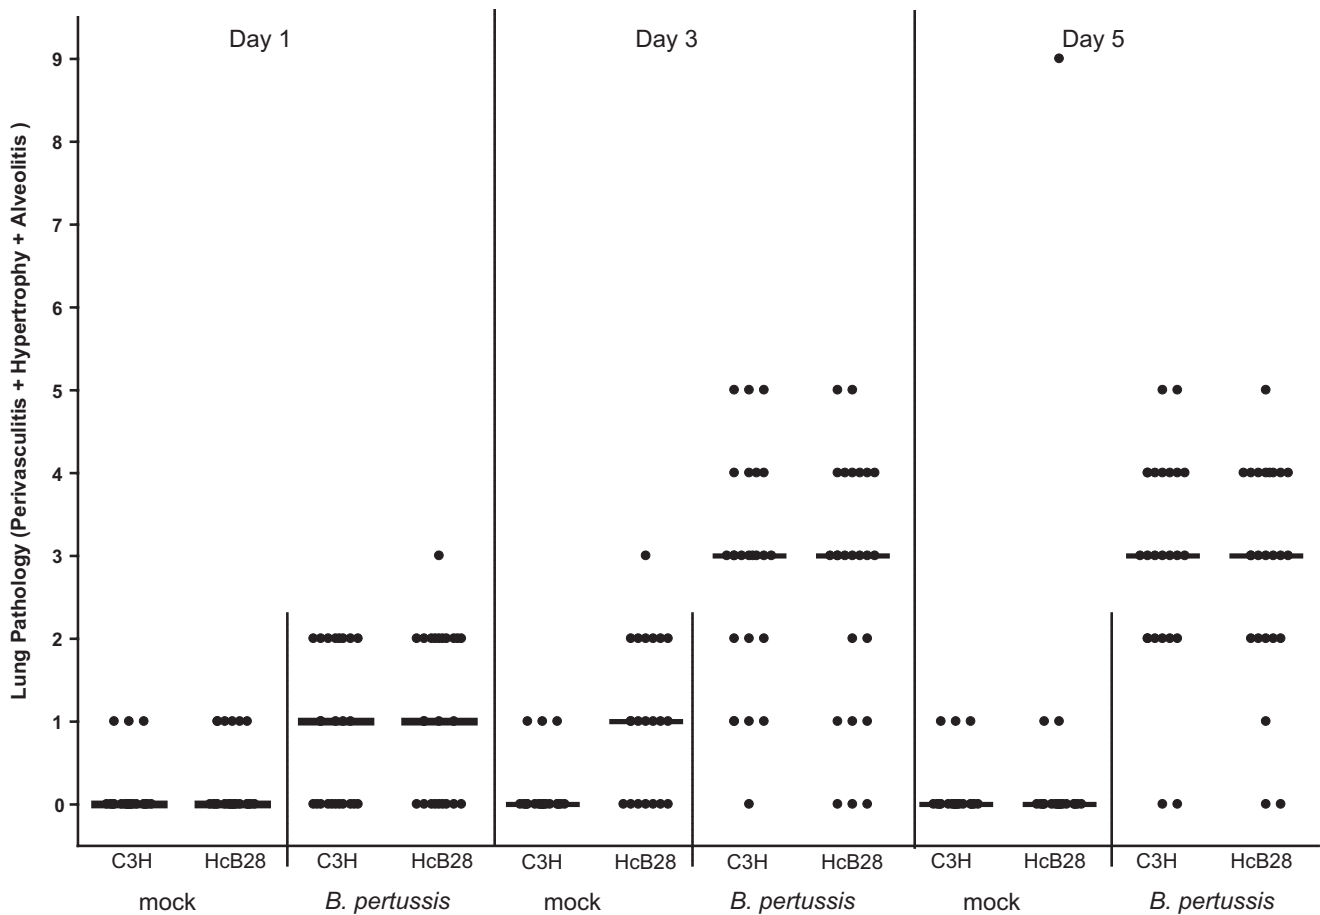 Day 1
Day 3
Day 5
Lung Pathology (Perivasculitis + Hypertrophy + Alveolitis )
9
8
7
6
5
4
3
2
1
0
C3H HcB28 C3H HcB28 C3H HcB28 C3H HcB28 C3H HcB28 C3H HcB28
mock B. pertussis mock B. pertussis mock B. pertussis